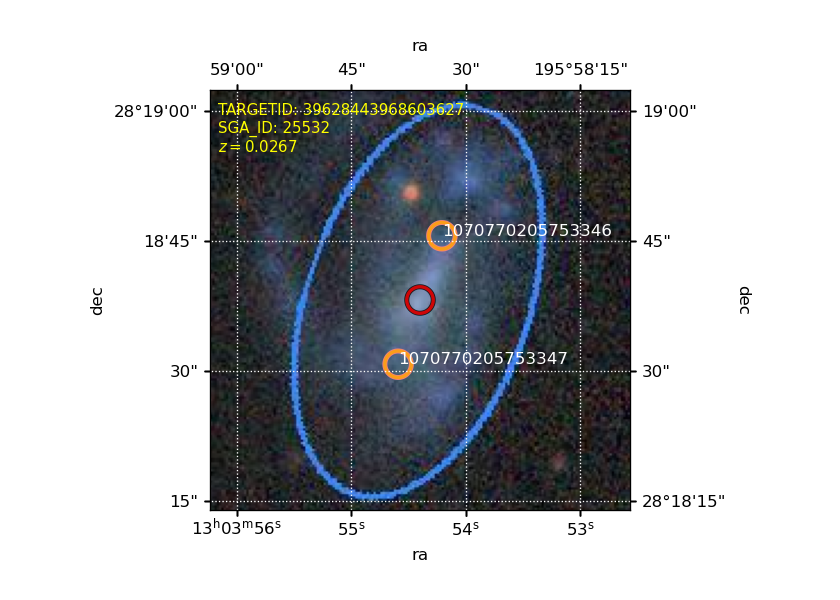 ra
59'00" 45" 30" 195°58'15"
28°19'00" 19'00"
TARGETID: 39628443968603627
SGA_ID: 25532
z = 0.0267
1070770205753346
18'45" 45"
dec dec
1070770205753347
30" 30"
15" 28°18'15"
13h03m56s 55s 54s 53s
ra